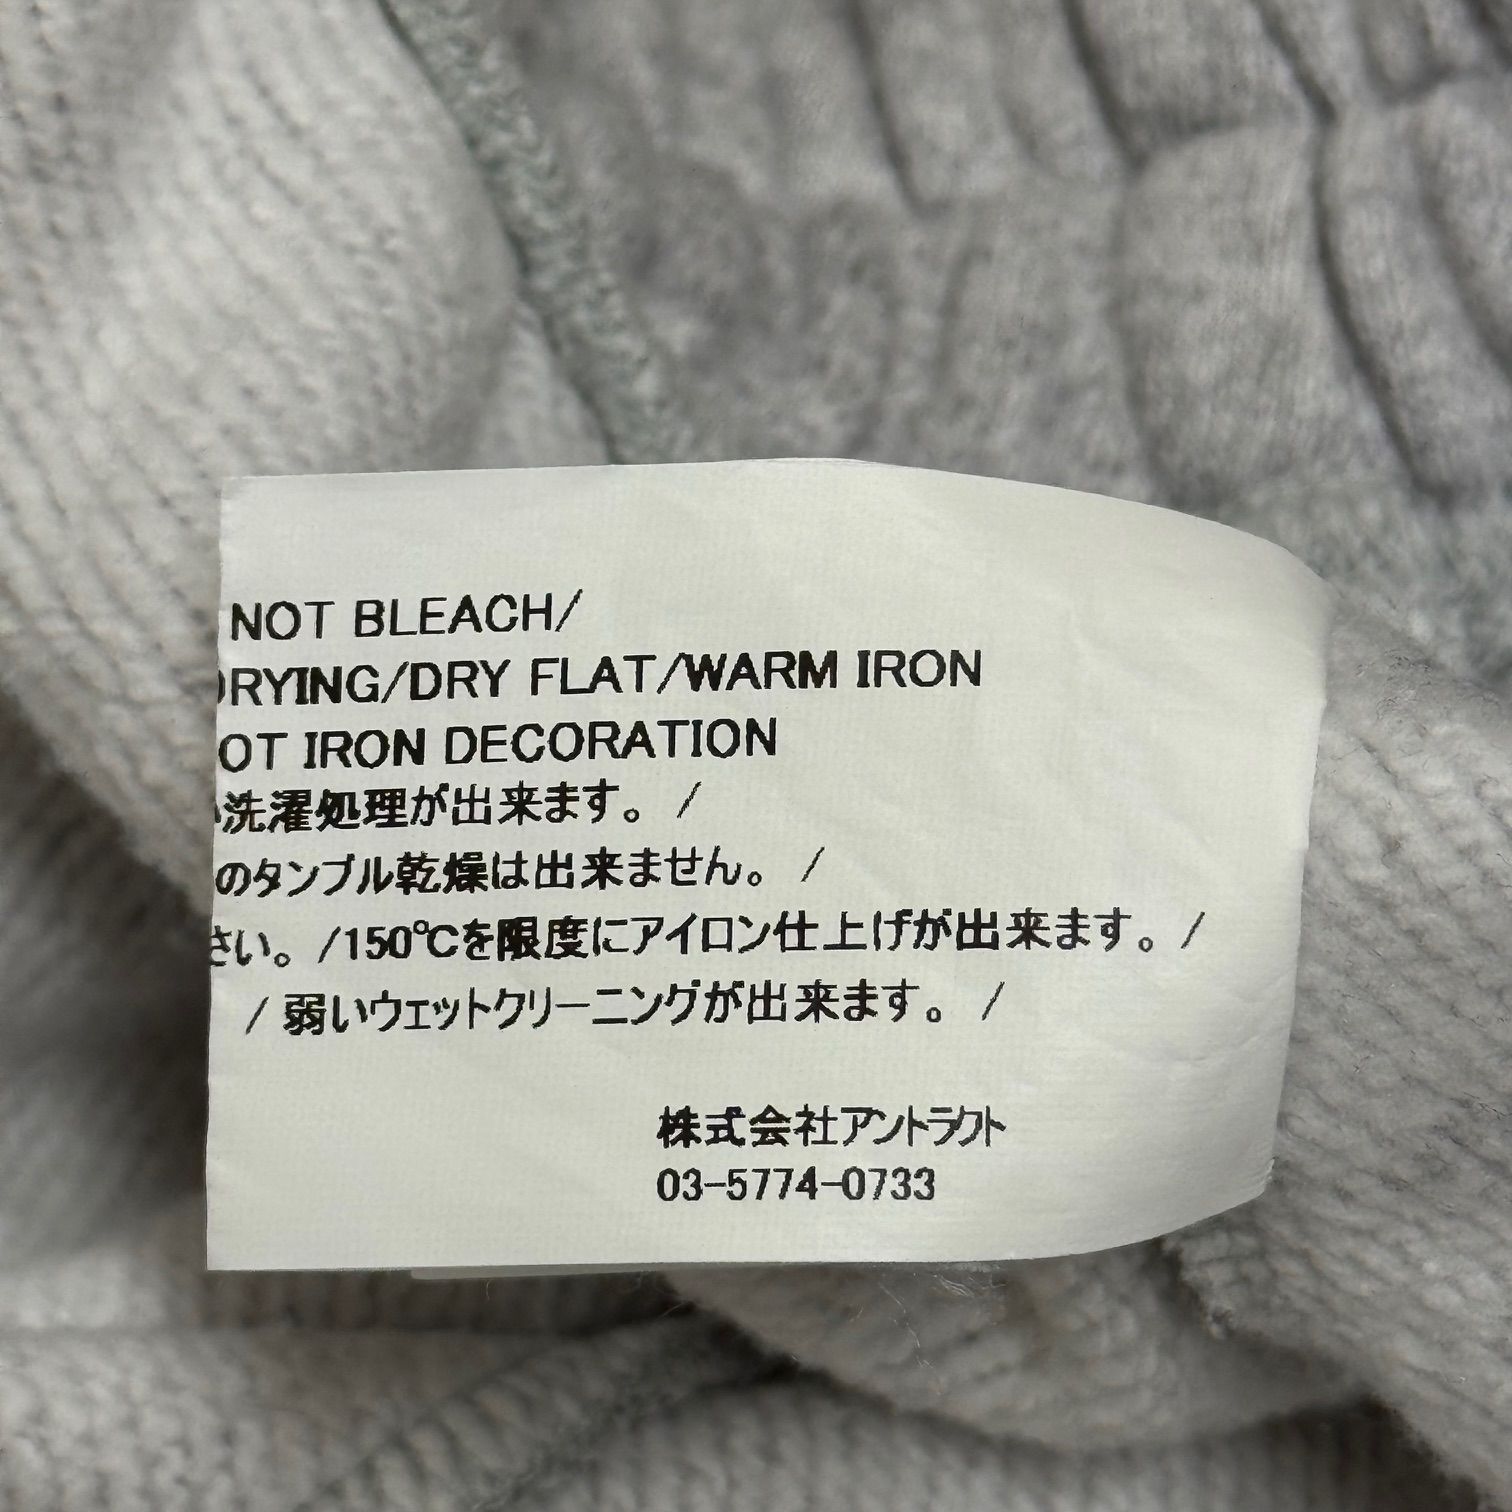 NOT BLEACH/
DRYING/DRY FLAT/WARM IRON
OT IRON DECORATION
い洗濯処理が出来ます。/
のタンブル乾燥は出来ません。/
さい。/150℃を限度にアイロン仕上げが出来ます。/
/ 弱いウェットクリーニングが出来ます。/
株式会社アントラクト
03-5774-0733